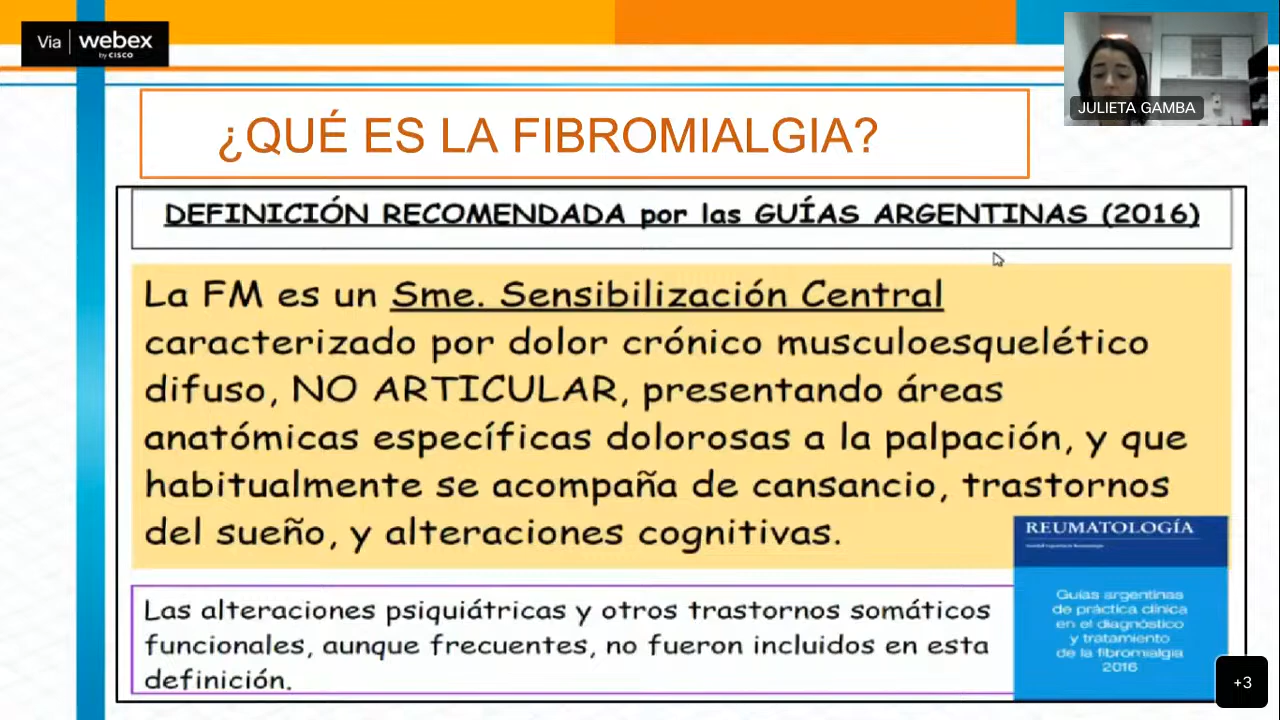 Via webex
by CISCO
JULIETA GAMBA
¿QUÉ ES LA FIBROMIALGIA?
DEFINICIÓN RECOMENDADA por las GUÍAS ARGENTINAS (2016)
La FM es un Sme. Sensibilización Central
caracterizado por dolor crónico musculoesquelético
difuso, NO ARTICULAR, presentando áreas
anatómicas específicas dolorosas a la palpación, y que
habitualmente se acompaña de cansancio, trastornos
del sueño, y alteraciones cognitivas.
Las alteraciones psiquiátricas y otros trastornos somáticos
funcionales, aunque frecuentes, no fueron incluidos en esta
definición.
REUMATOLOGÍA
Guías argentinas
de práctica clínica
en el diagnóstico
y tratamiento
de la fibromialgia
2016
+3